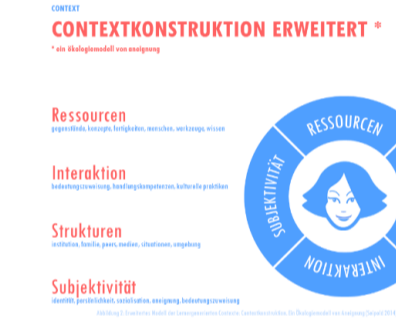 CONTEXT
CONTEXTKONSTRUKTION ERWEITERT *
* ein ökologiemodell von aneignung
Ressourcen
gegenstände, konzepte, fertigkeiten, menschen, werkzeuge, wissen
Interaktion
bedeutungszuweisung, handlungskompetenzen, kulturelle praktiken
Strukturen
institution, familie, peers, medien, situationen, umgebung
Subjektivität
identität, persönlichkeit, sozialisation, aneignung, bedeutungszuweisung
RESSOURCEN
SUBJEKTIVITÄT
INTERAKTION